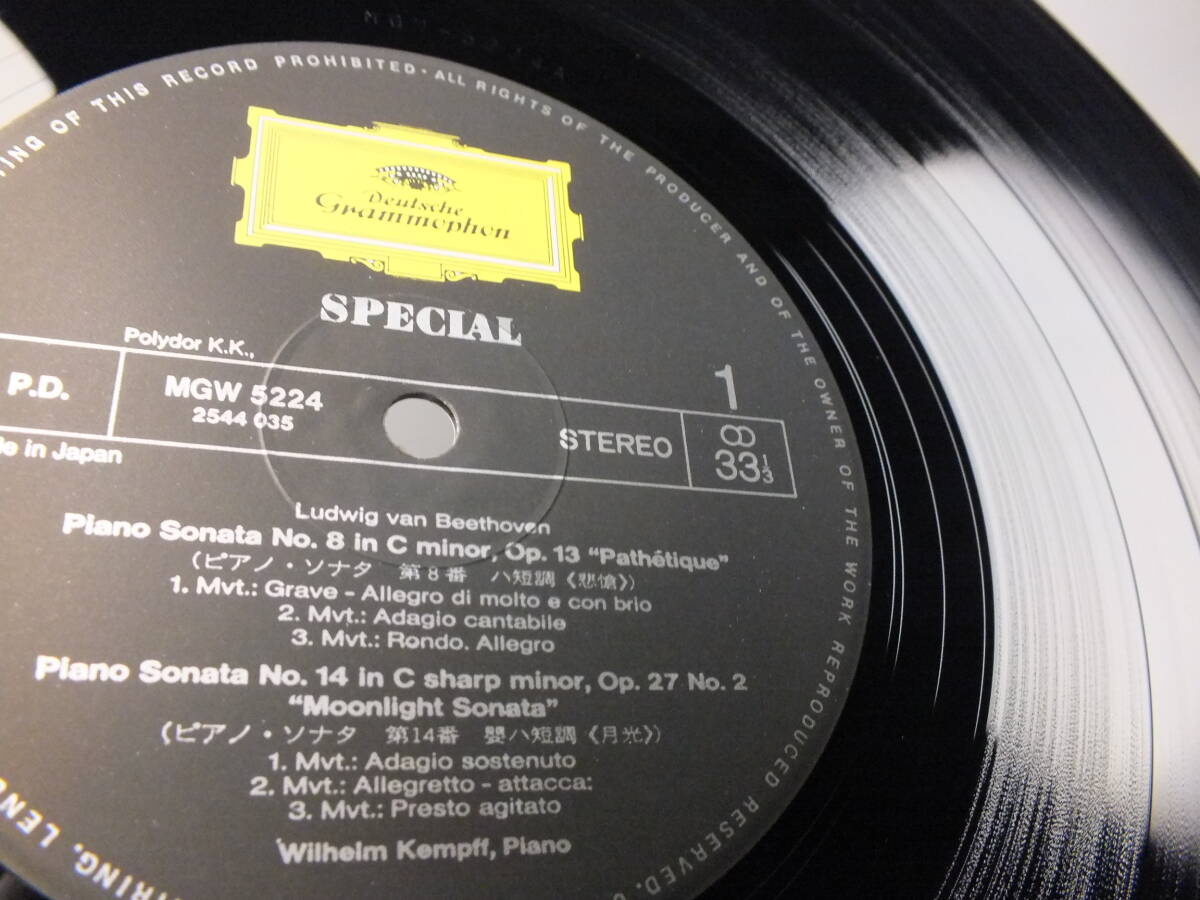 TING OF THIS RECORD PROHIBITED · ALL RIGHTS OF THE PRODUCER AND OF THE OWNER OF THE WORK REPRODUCED RESERVED.
Deutsche
Grammophon
SPECIAL
Polydor K.K.,
P.D.
MGW 5224
2544 035
STEREO
1
33 1/3
de in Japan
Ludwig van Beethoven
Piano Sonata No. 8 in C minor, Op. 13 "Pathétique"
(ピアノ・ソナタ 第8番 ハ短調《悲愴》)
1. Mvt.: Grave - Allegro di molto e con brio
2. Mvt.: Adagio cantabile
3. Mvt.: Rondo. Allegro
Piano Sonata No. 14 in C sharp minor, Op. 27 No. 2
"Moonlight Sonata"
(ピアノ・ソナタ 第14番 嬰ハ短調《月光》)
1. Mvt.: Adagio sostenuto
2. Mvt.: Allegretto - attacca:
3. Mvt.: Presto agitato
Wilhelm Kempff, Piano